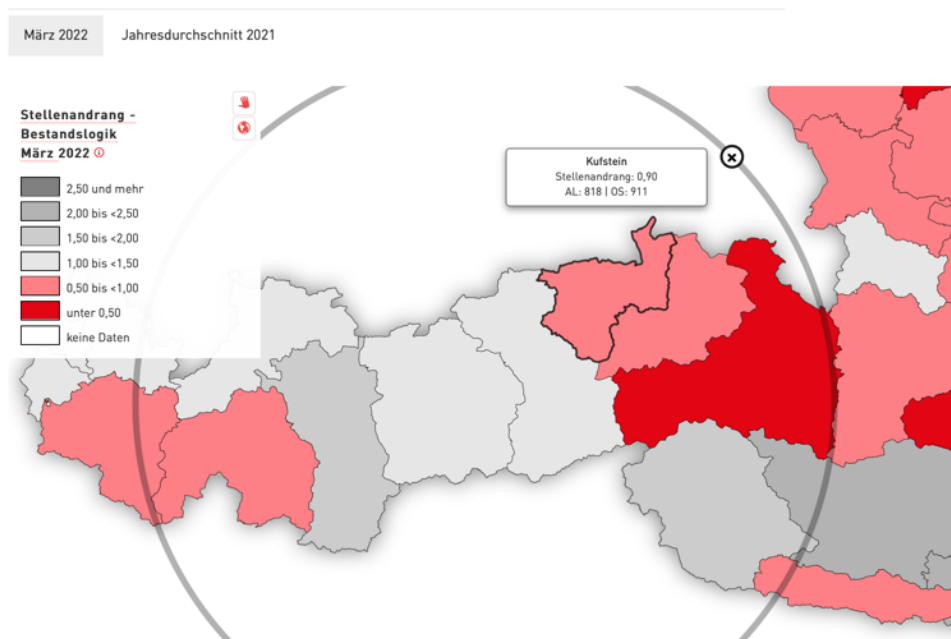 März 2022 Jahresdurchschnitt 2021
Stellenandrang -
Bestandslogik
März 2022
2,50 und mehr
2,00 bis <2,50
1,50 bis <2,00
1,00 bis <1,50
0,50 bis <1,00
unter 0,50
keine Daten
Kufstein
Stellenandrang: 0,90
AL: 818 | OS: 911